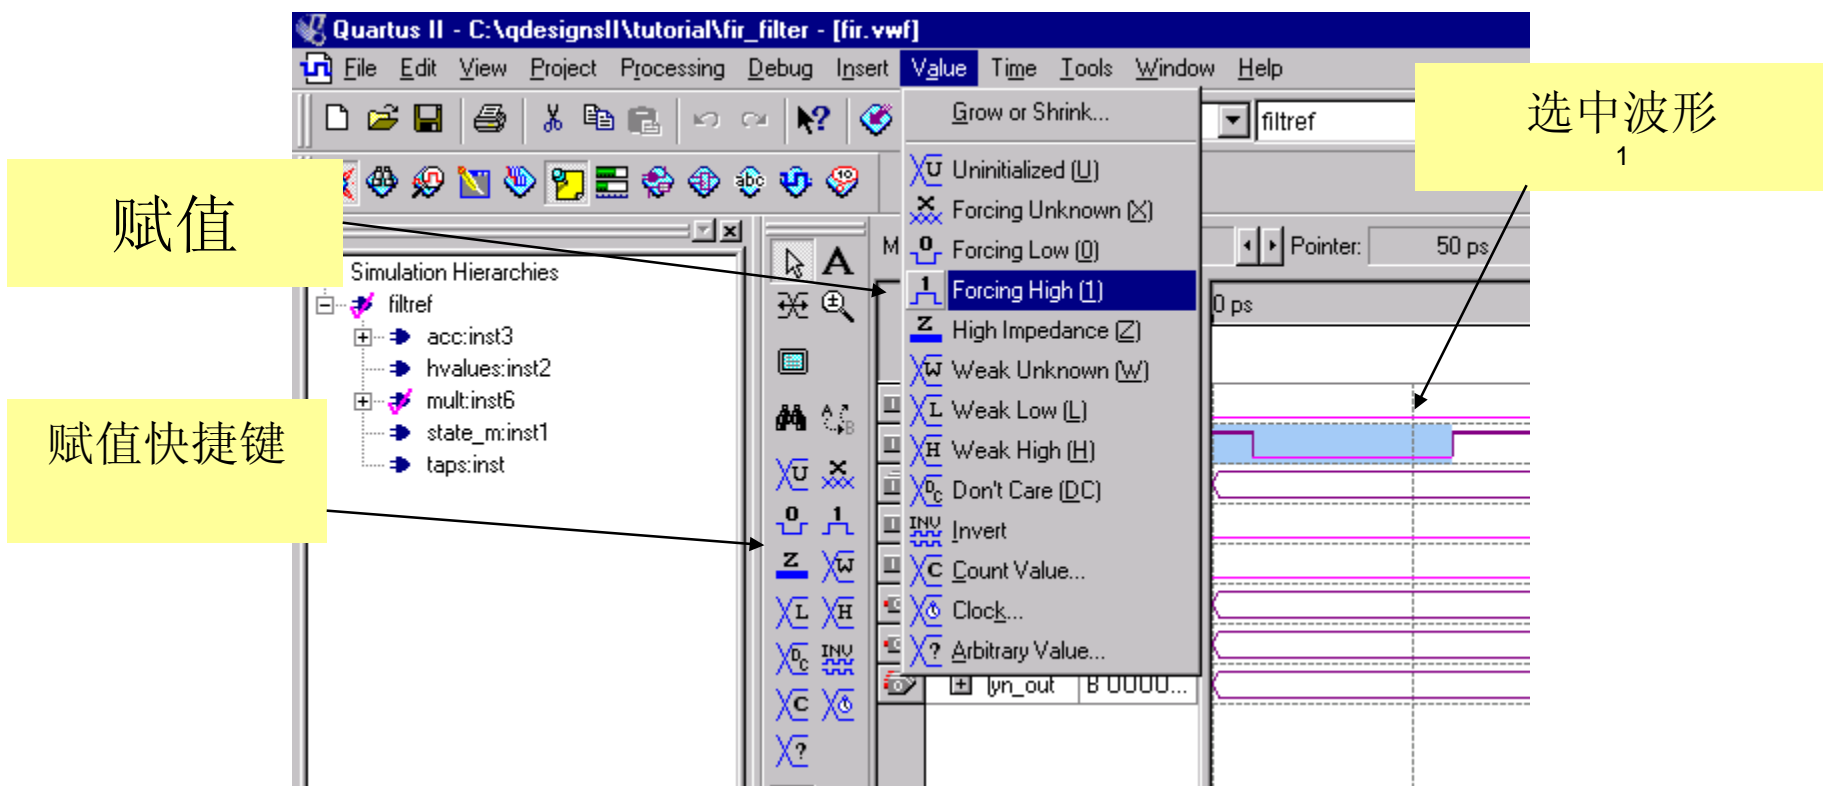 Quartus II - C:\qdesignsII\tutorial\fir_filter - [fir.vwf]
File Edit View Project Processing Debug Insert Value Time Tools Window Help
filtref
选中波形
1
赋值
赋值快捷键
Simulation Hierarchies
filtref
acc:inst3
hvalues:inst2
mult:inst6
state_m:inst1
taps:inst
Grow or Shrink...
Uninitialized (U)
Forcing Unknown (X)
Forcing Low (0)
Forcing High (1)
High Impedance (Z)
Weak Unknown (W)
Weak Low (L)
Weak High (H)
Don't Care (DC)
Invert
Count Value...
Clock...
Arbitrary Value...
Pointer: 50 ps
0 ps